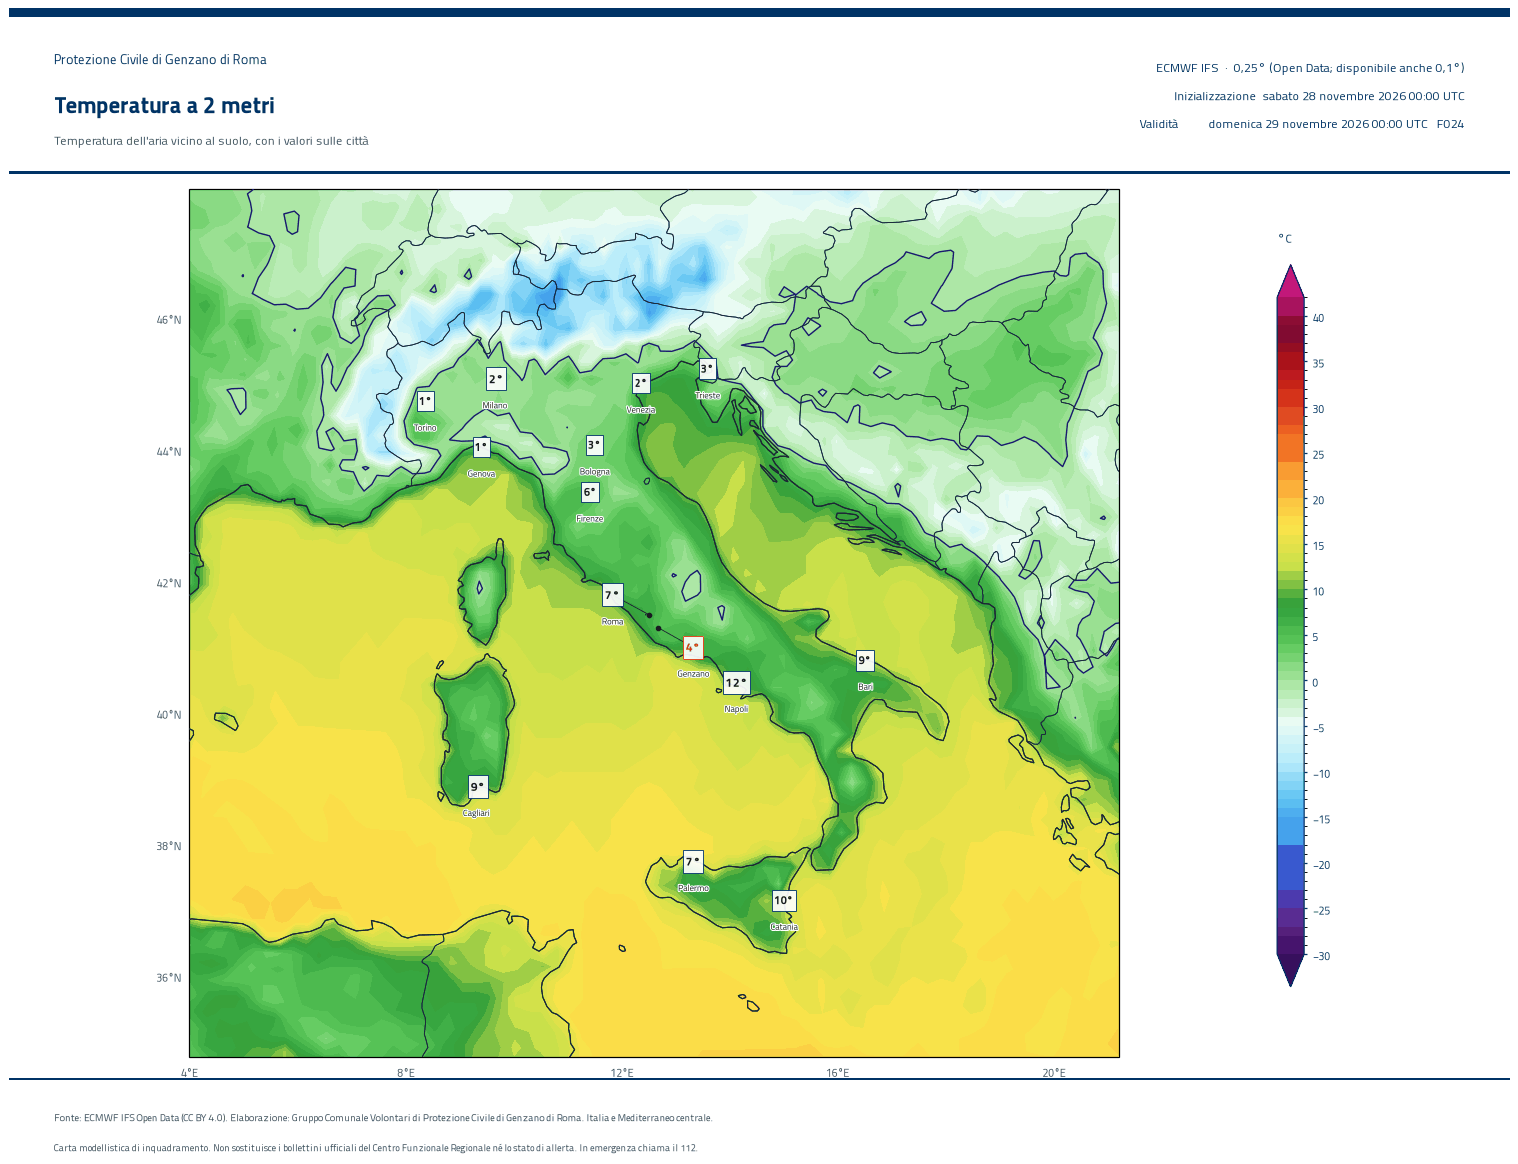 Protezione Civile di Genzano di Roma
Temperatura a 2 metri
Temperatura dell'aria vicino al suolo, con i valori sulle città
ECMWF IFS · 0,25° (Open Data; disponibile anche 0,1°)
Inizializzazione sabato 28 novembre 2026 00:00 UTC
Validità domenica 29 novembre 2026 00:00 UTC F024
°C
40
35
30
25
20
15
10
5
0
−5
−10
−15
−20
−25
−30
46°N
44°N
42°N
40°N
38°N
36°N
4°E
8°E
12°E
16°E
20°E
3°
Trieste
2°
Milano
2°
Venezia
1°
Torino
1°
Genova
3°
Bologna
6°
Firenze
7°
Roma
4°
Genzano
9°
Bari
12°
Napoli
9°
Cagliari
7°
Palermo
10°
Catania
Fonte: ECMWF IFS Open Data (CC BY 4.0). Elaborazione: Gruppo Comunale Volontari di Protezione Civile di Genzano di Roma. Italia e Mediterraneo centrale.
Carta modellistica di inquadramento. Non sostituisce i bollettini ufficiali del Centro Funzionale Regionale né lo stato di allerta. In emergenza chiama il 112.